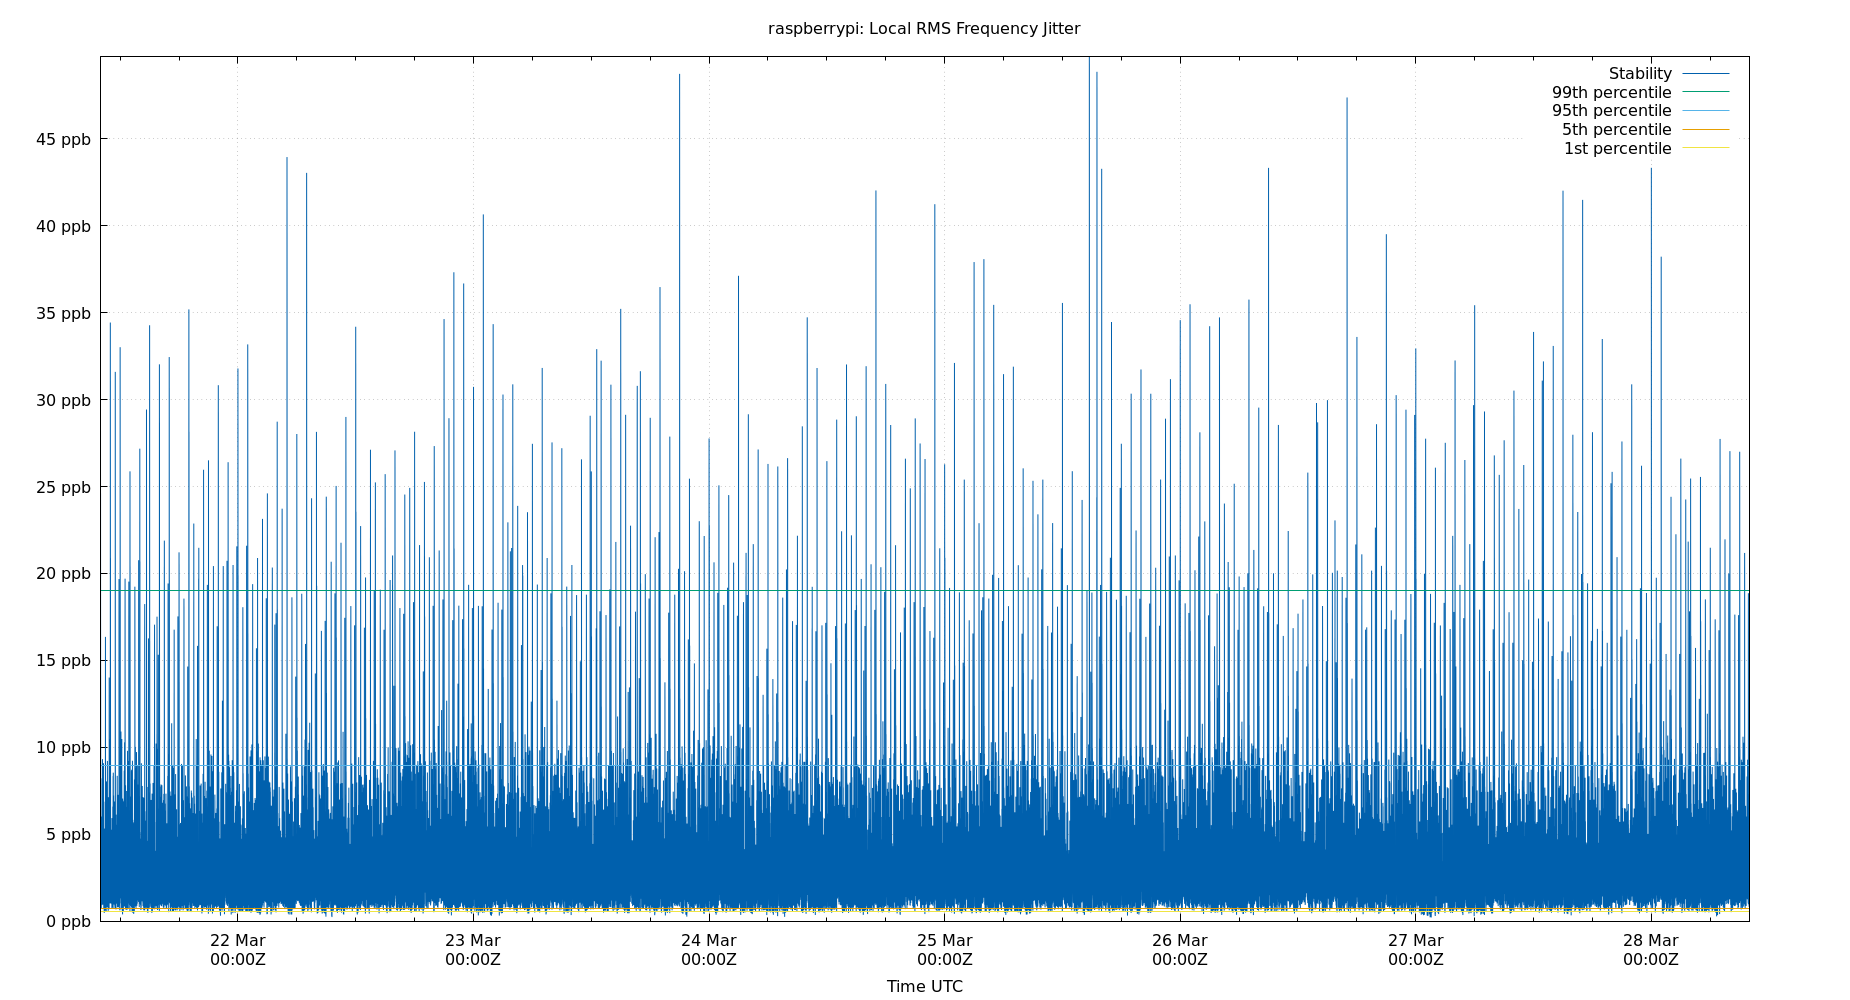 raspberrypi: Local RMS Frequency Jitter
Stability
99th percentile
95th percentile
5th percentile
1st percentile
45 ppb
40 ppb
35 ppb
30 ppb
25 ppb
20 ppb
15 ppb
10 ppb
5 ppb
0 ppb
22 Mar 23 Mar 24 Mar 25 Mar 26 Mar 27 Mar 28 Mar
00:00Z 00:00Z 00:00Z 00:00Z 00:00Z 00:00Z 00:00Z
Time UTC